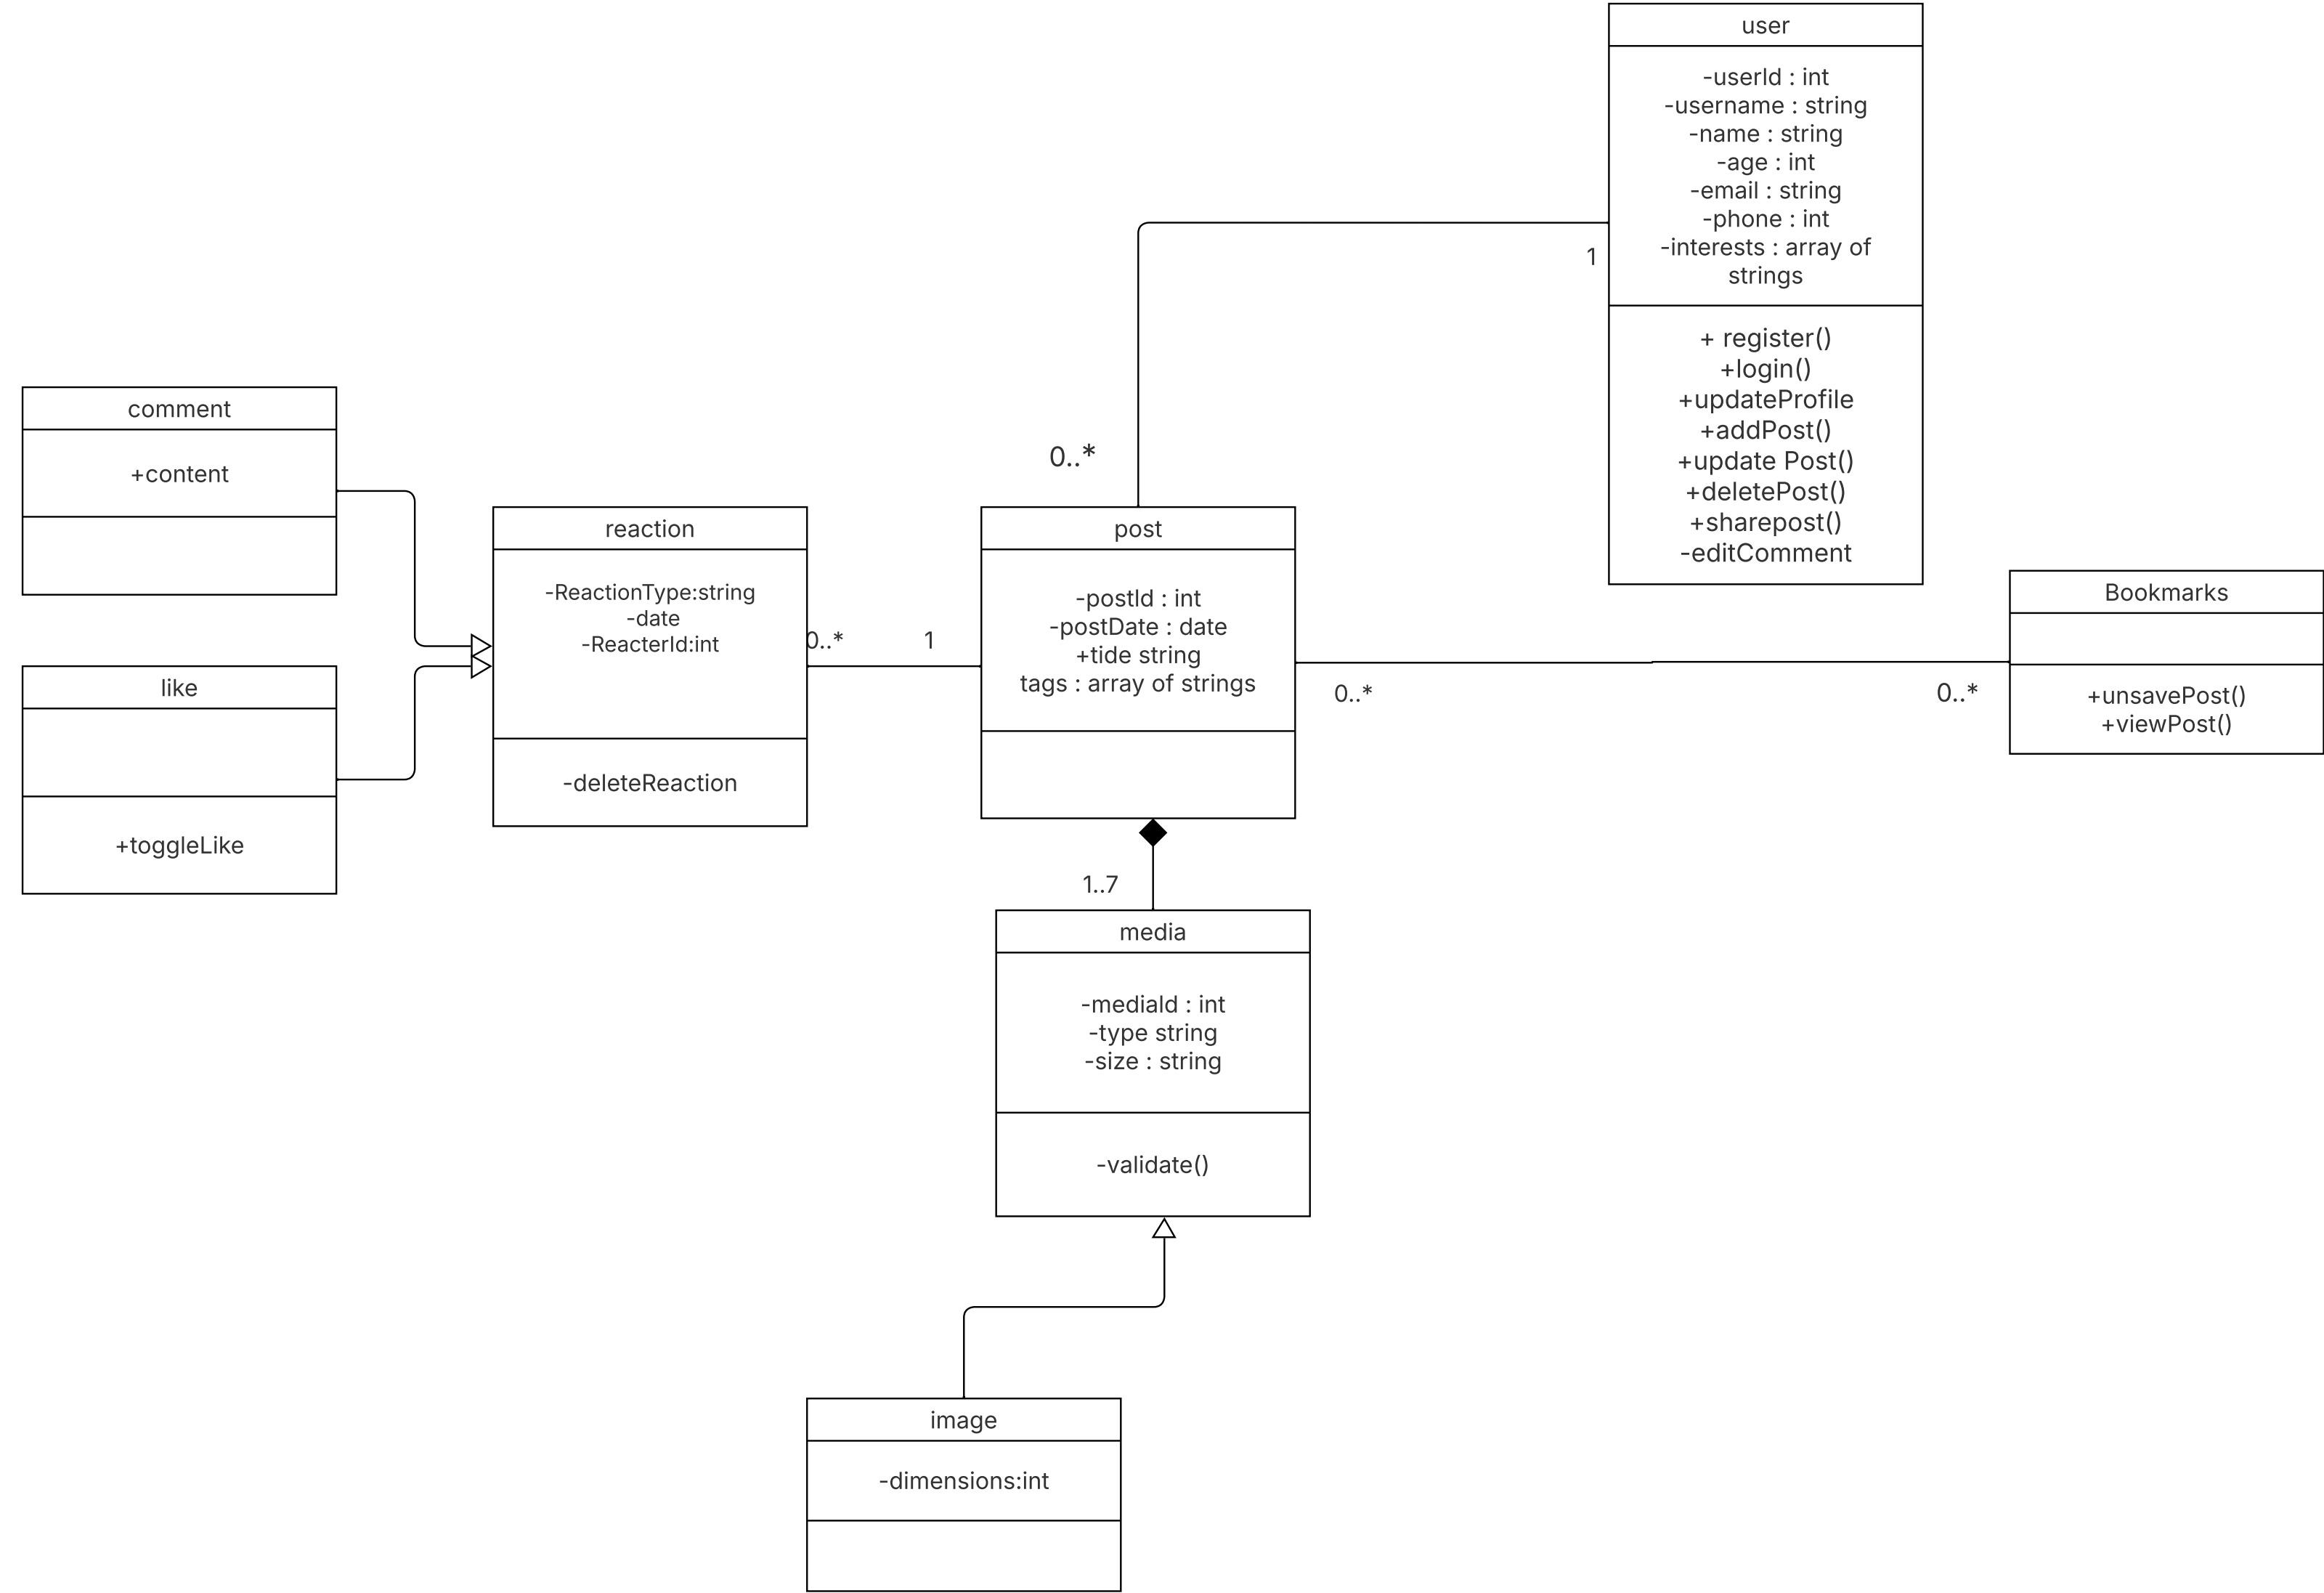 user
-userId : int
-username : string
-name : string
-age : int
-email : string
-phone : int
-interests : array of
strings
+ register()
+login()
+updateProfile
+addPost()
+update Post()
+deletePost()
+sharepost()
-editComment
1
0..*
comment
+content
like
+toggleLike
reaction
-ReactionType:string
-date
-ReacterId:int
-deleteReaction
0..*
1
post
-postId : int
-postDate : date
+tide string
tags : array of strings
0..*
0..*
Bookmarks
+unsavePost()
+viewPost()
1..7
media
-mediaId : int
-type string
-size : string
-validate()
image
-dimensions:int